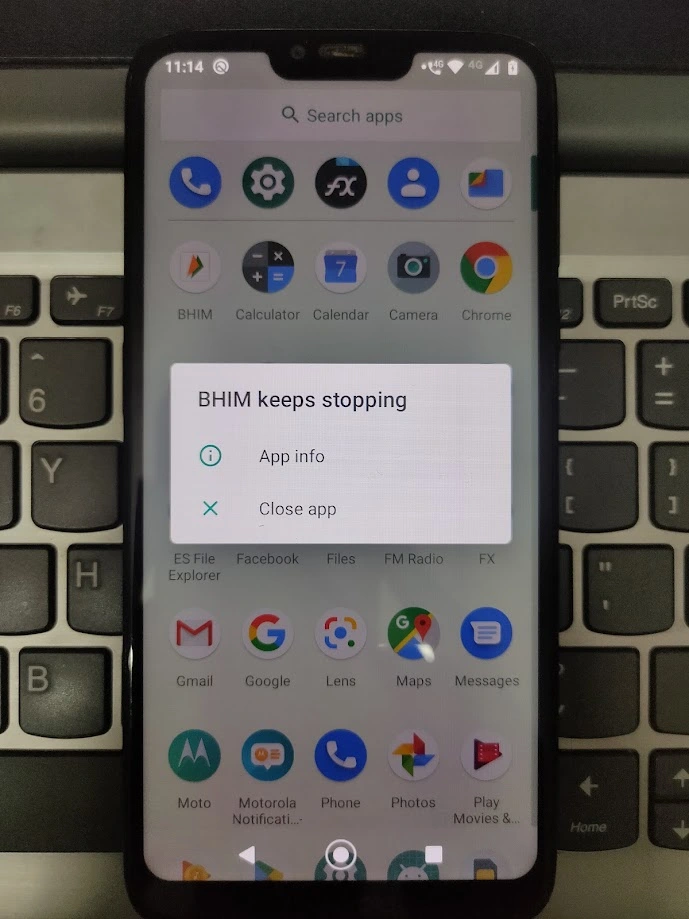 11:14 4G 4G
Search apps
fx
7
BHIM Calculator Calendar Camera Chrome
BHIM keeps stopping
App info
Close app
ES File Facebook Files FM Radio FX
Explorer
M G G
Gmail Google Lens Maps Messages
Moto Motorola Phone Photos Play
Notificati... Movies &...
F6 F7
PrtSc
6
+
=
Y
{
[
}
]
H
"
'
B
Home